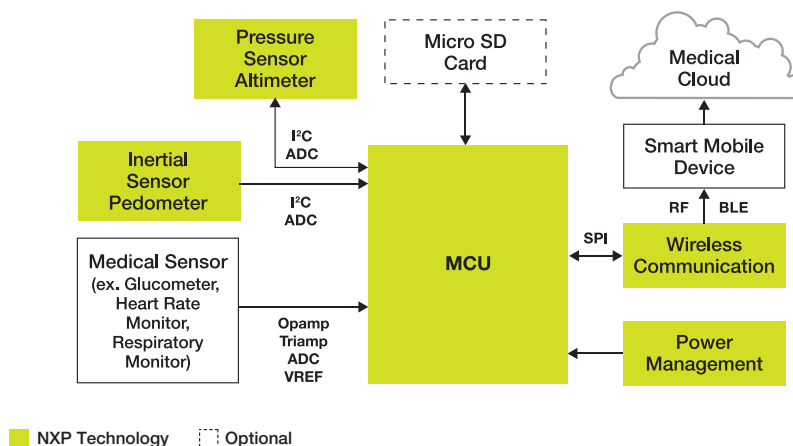 Pressure
Sensor
Altimeter
Micro SD
Card
Medical
Cloud
I²C
ADC
Smart Mobile
Device
Inertial
Sensor
Pedometer
I²C
ADC
RF BLE
MCU
SPI
Wireless
Communication
Medical Sensor
(ex. Glucometer,
Heart Rate
Monitor,
Respiratory
Monitor)
Opamp
Triamp
ADC
VREF
Power
Management
NXP Technology
Optional